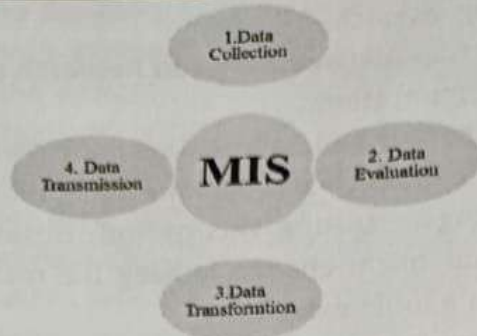 1.Data
Collection
4. Data
Transmission
MIS
2. Data
Evaluation
3.Data
Transformtion